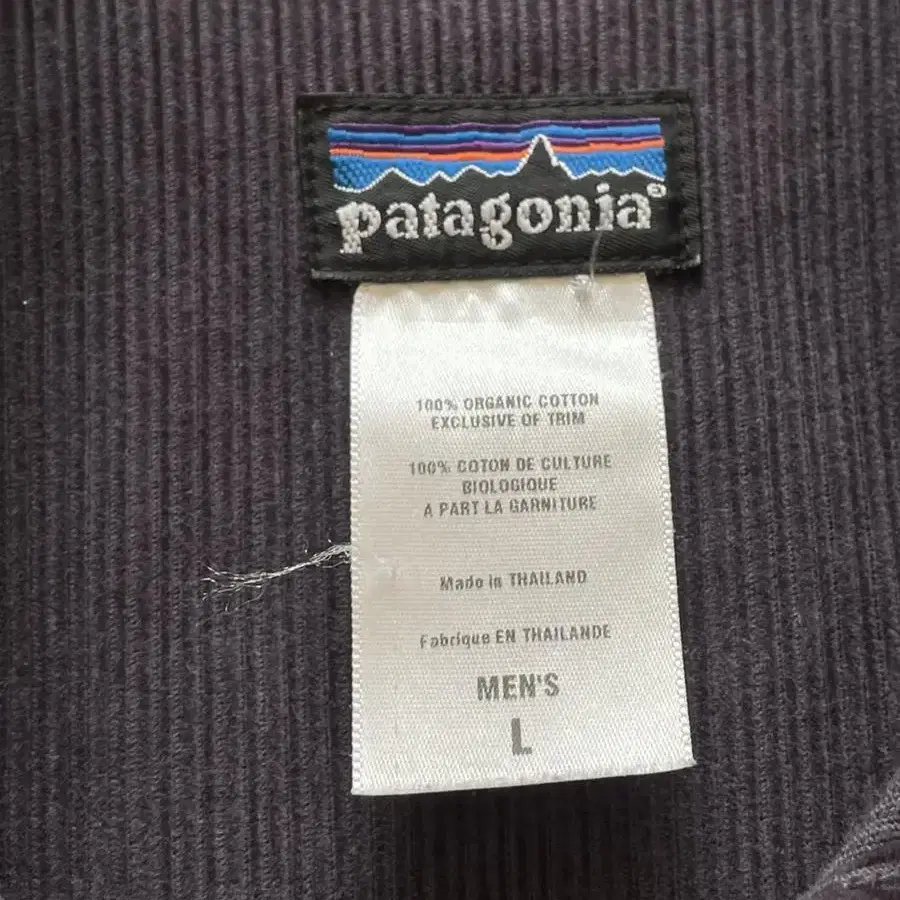 patagonia®
100% ORGANIC COTTON
EXCLUSIVE OF TRIM
100% COTON DE CULTURE
BIOLOGIQUE
A PART LA GARNITURE
Made in THAILAND
Fabriqué EN THAILANDE
MEN'S
L